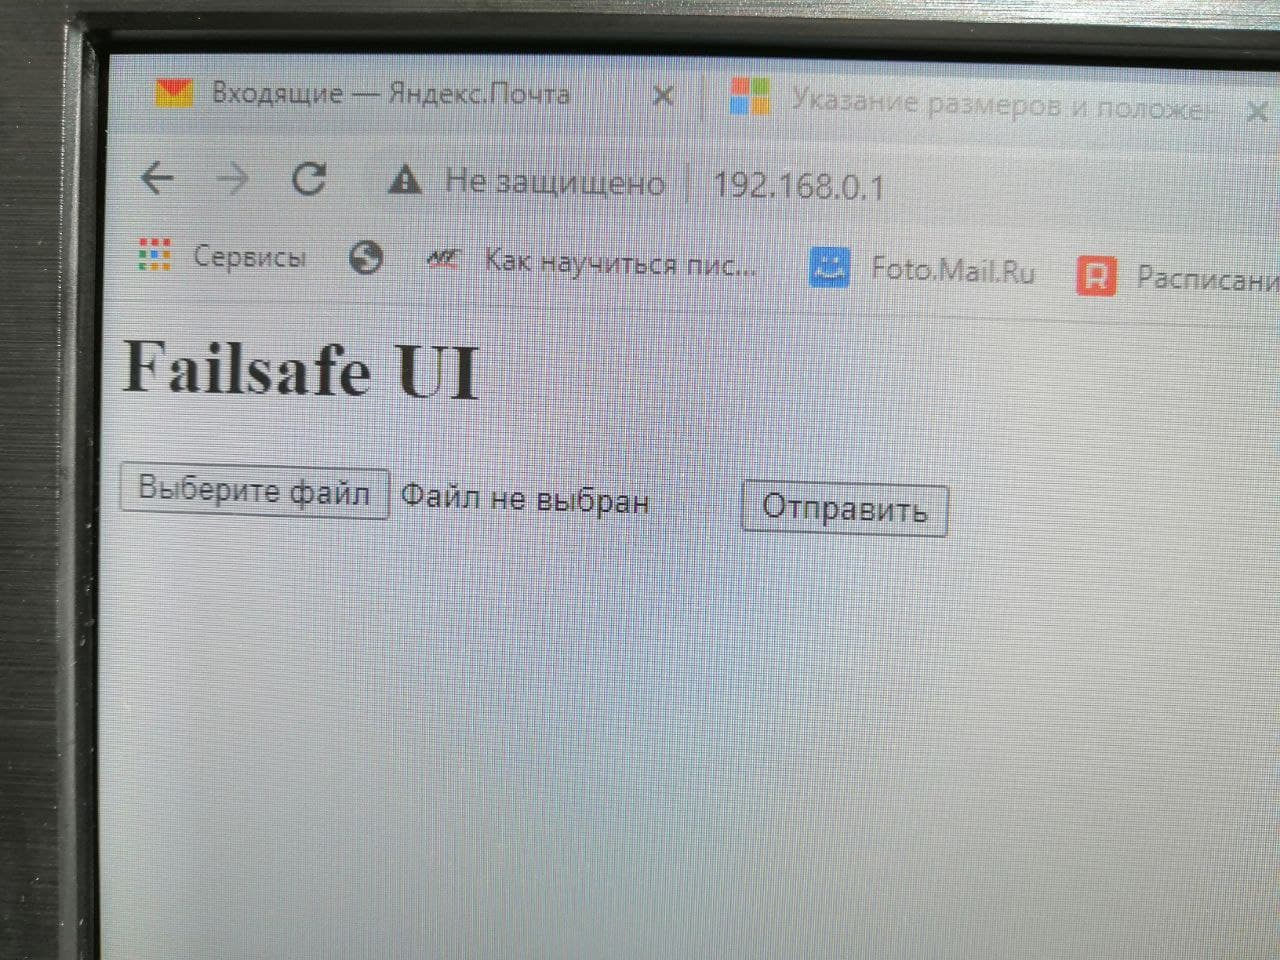 Входящие — Яндекс.Почта
Указание размеров и положен
Не защищено | 192.168.0.1
Сервисы
Как научиться пис...
Foto.Mail.Ru
R
Расписани
Failsafe UI
Выберите файл Файл не выбран Отправить